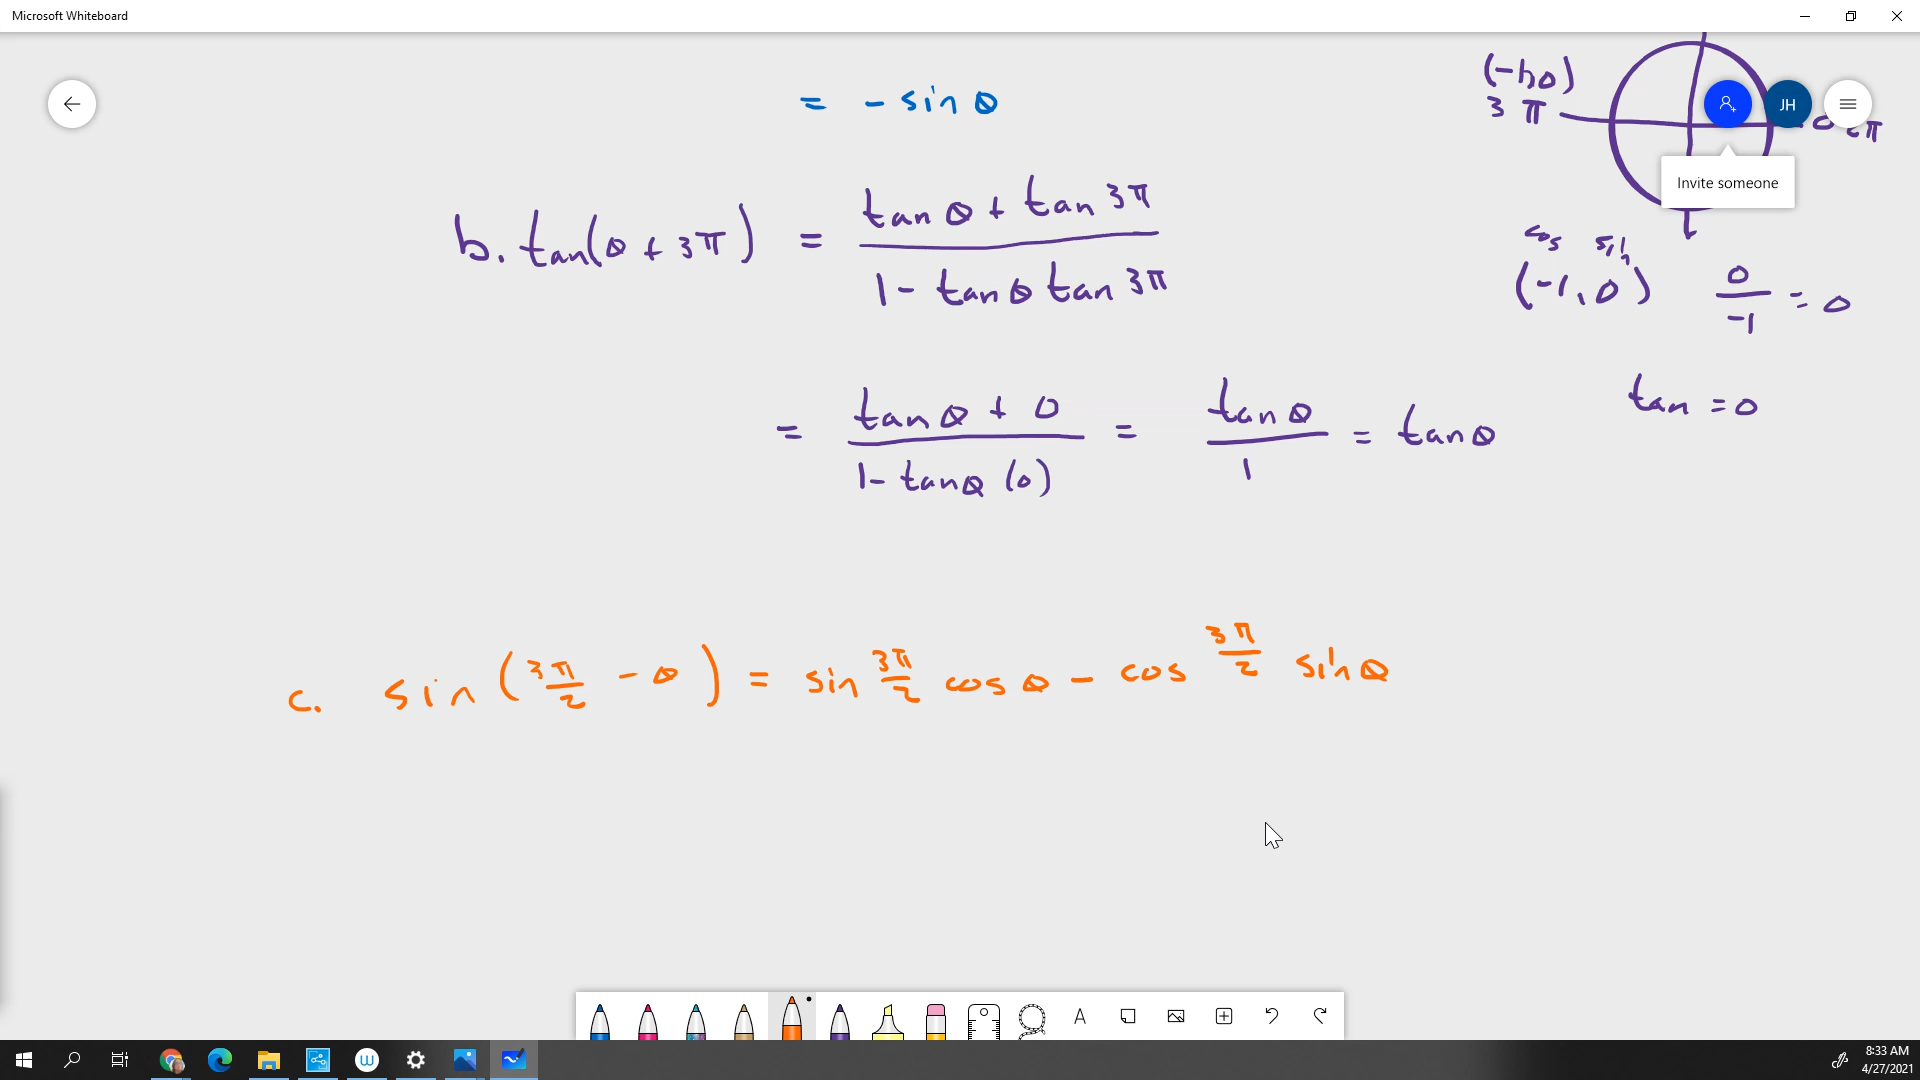 Microsoft Whiteboard
= - sin θ
(-1,0)
3π
0 2π
JH
Invite someone
b. tan(θ + 3π) = (tan θ + tan 3π) / (1 - tan θ tan 3π)
cos sin
(-1, 0) 0/-1 = 0
= (tan θ + 0) / (1 - tan θ (0)) = tan θ / 1 = tan θ
tan = 0
c. sin (3π/2 - θ) = sin 3π/2 cos θ - cos 3π/2 sin θ
A
8:33 AM
4/27/2021